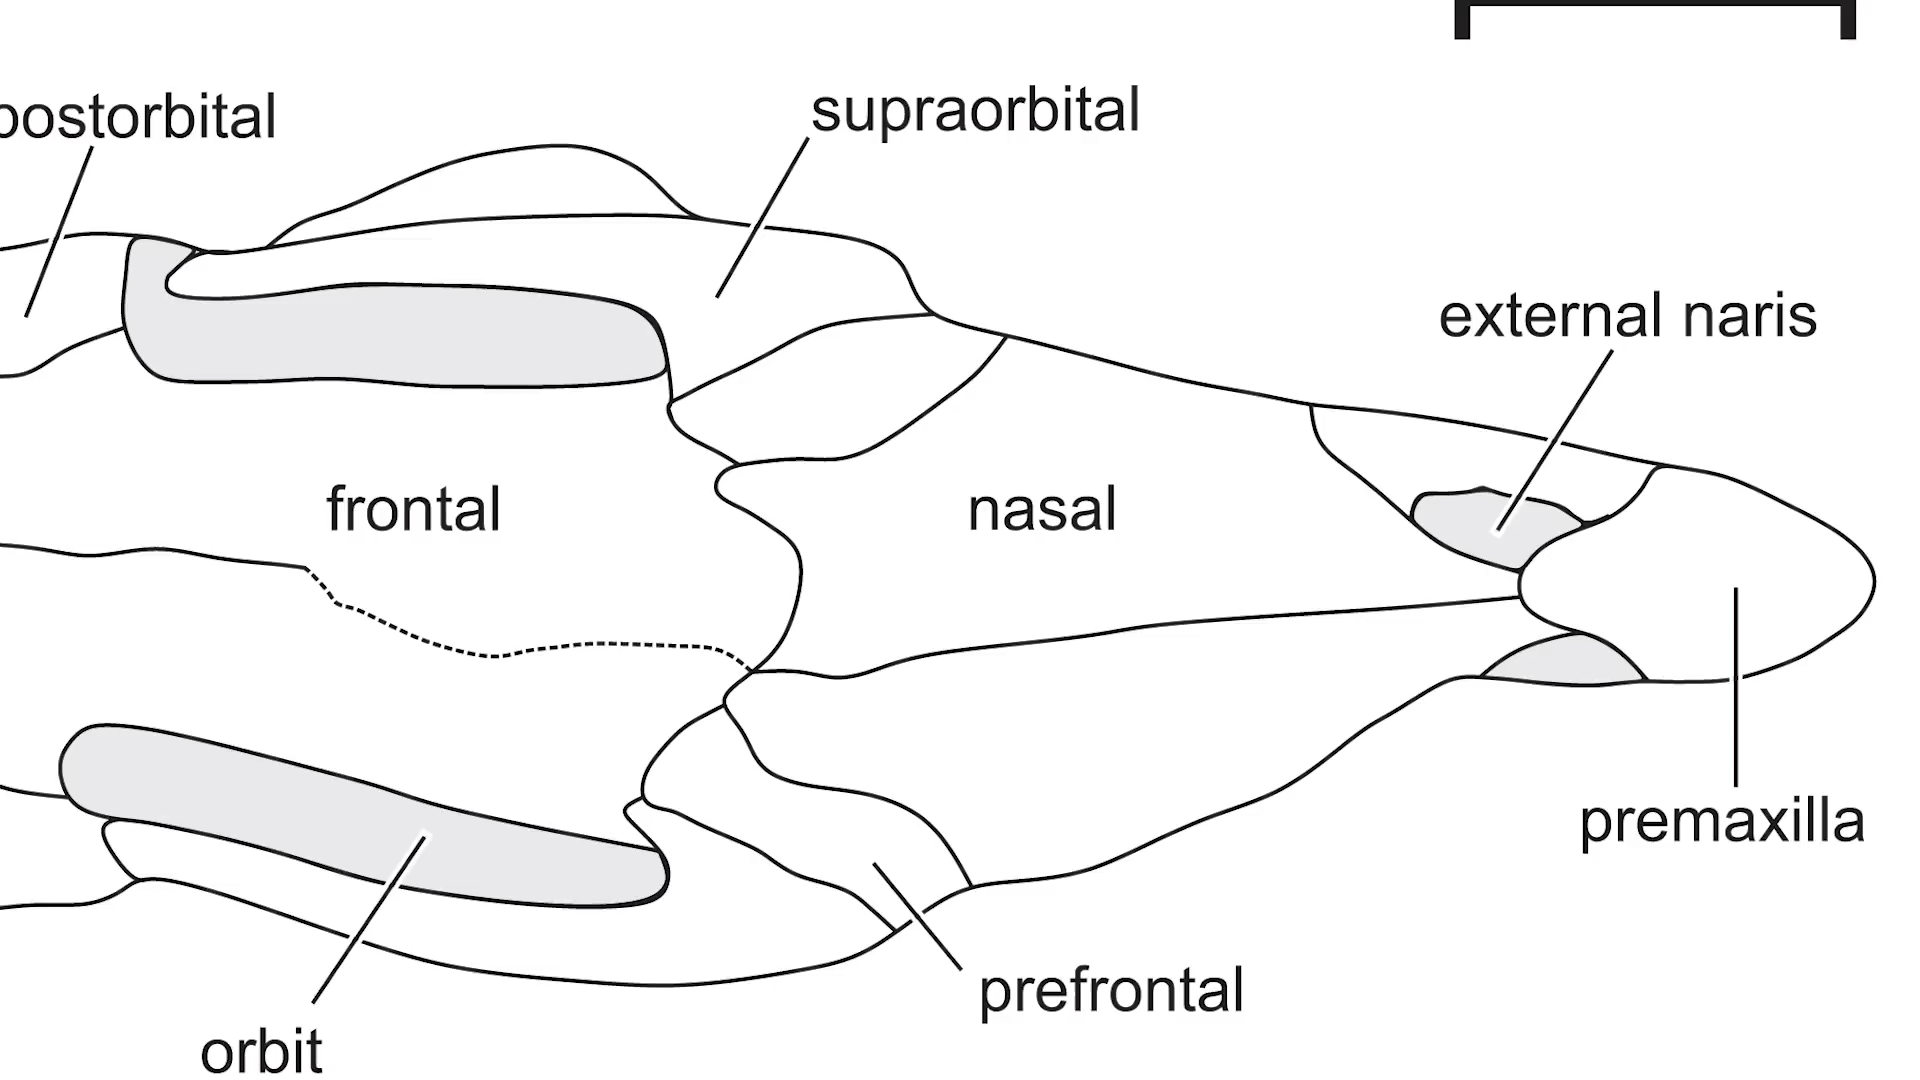 postorbital
supraorbital
external naris
frontal
nasal
premaxilla
prefrontal
orbit